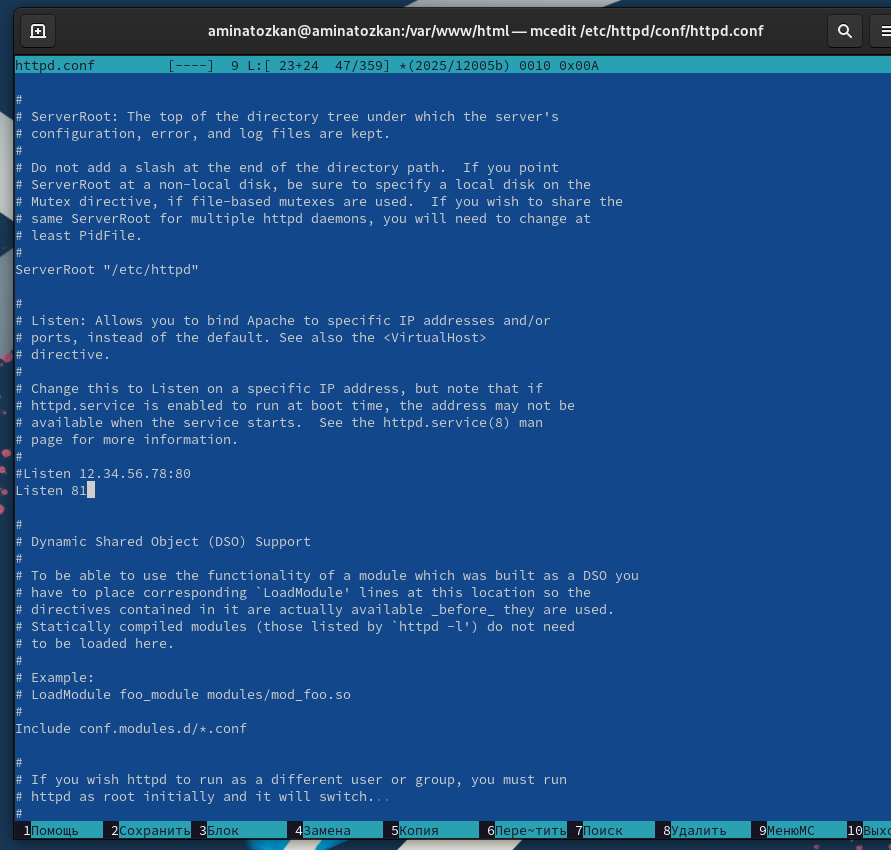 aminatozkan@aminatozkan:/var/www/html — mcedit /etc/httpd/conf/httpd.conf
httpd.conf         [----]  9 L:[ 23+24  47/359] *(2025/12005b) 0010 0x00A
#
# ServerRoot: The top of the directory tree under which the server's
# configuration, error, and log files are kept.
#
# Do not add a slash at the end of the directory path.  If you point
# ServerRoot at a non-local disk, be sure to specify a local disk on the
# Mutex directive, if file-based mutexes are used.  If you wish to share the
# same ServerRoot for multiple httpd daemons, you will need to change at
# least PidFile.
#
ServerRoot "/etc/httpd"
#
# Listen: Allows you to bind Apache to specific IP addresses and/or
# ports, instead of the default. See also the <VirtualHost>
# directive.
#
# Change this to Listen on a specific IP address, but note that if
# httpd.service is enabled to run at boot time, the address may not be
# available when the service starts.  See the httpd.service(8) man
# page for more information.
#
#Listen 12.34.56.78:80
Listen 81
#
# Dynamic Shared Object (DSO) Support
#
# To be able to use the functionality of a module which was built as a DSO you
# have to place corresponding `LoadModule' lines at this location so the
# directives contained in it are actually available _before_ they are used.
# Statically compiled modules (those listed by `httpd -l') do not need
# to be loaded here.
#
# Example:
# LoadModule foo_module modules/mod_foo.so
#
Include conf.modules.d/*.conf
#
# If you wish httpd to run as a different user or group, you must run
# httpd as root initially and it will switch...
#
1Помощь 2Сохранить 3Блок 4Замена 5Копия 6Пере~тить 7Поиск 8Удалить 9МенюMC 10Выхо